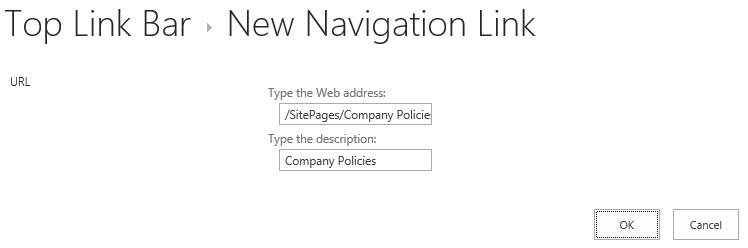 Top Link Bar ▸ New Navigation Link
URL
Type the Web address:
/SitePages/Company Policie
Type the description:
Company Policies
OK Cancel